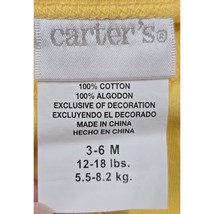 carter's®
100% COTTON
100% ALGODON
EXCLUSIVE OF DECORATION
EXCLUYENDO EL DECORADO
MADE IN CHINA
HECHO EN CHINA
3-6 M
12-18 lbs.
5.5-8.2 kg.